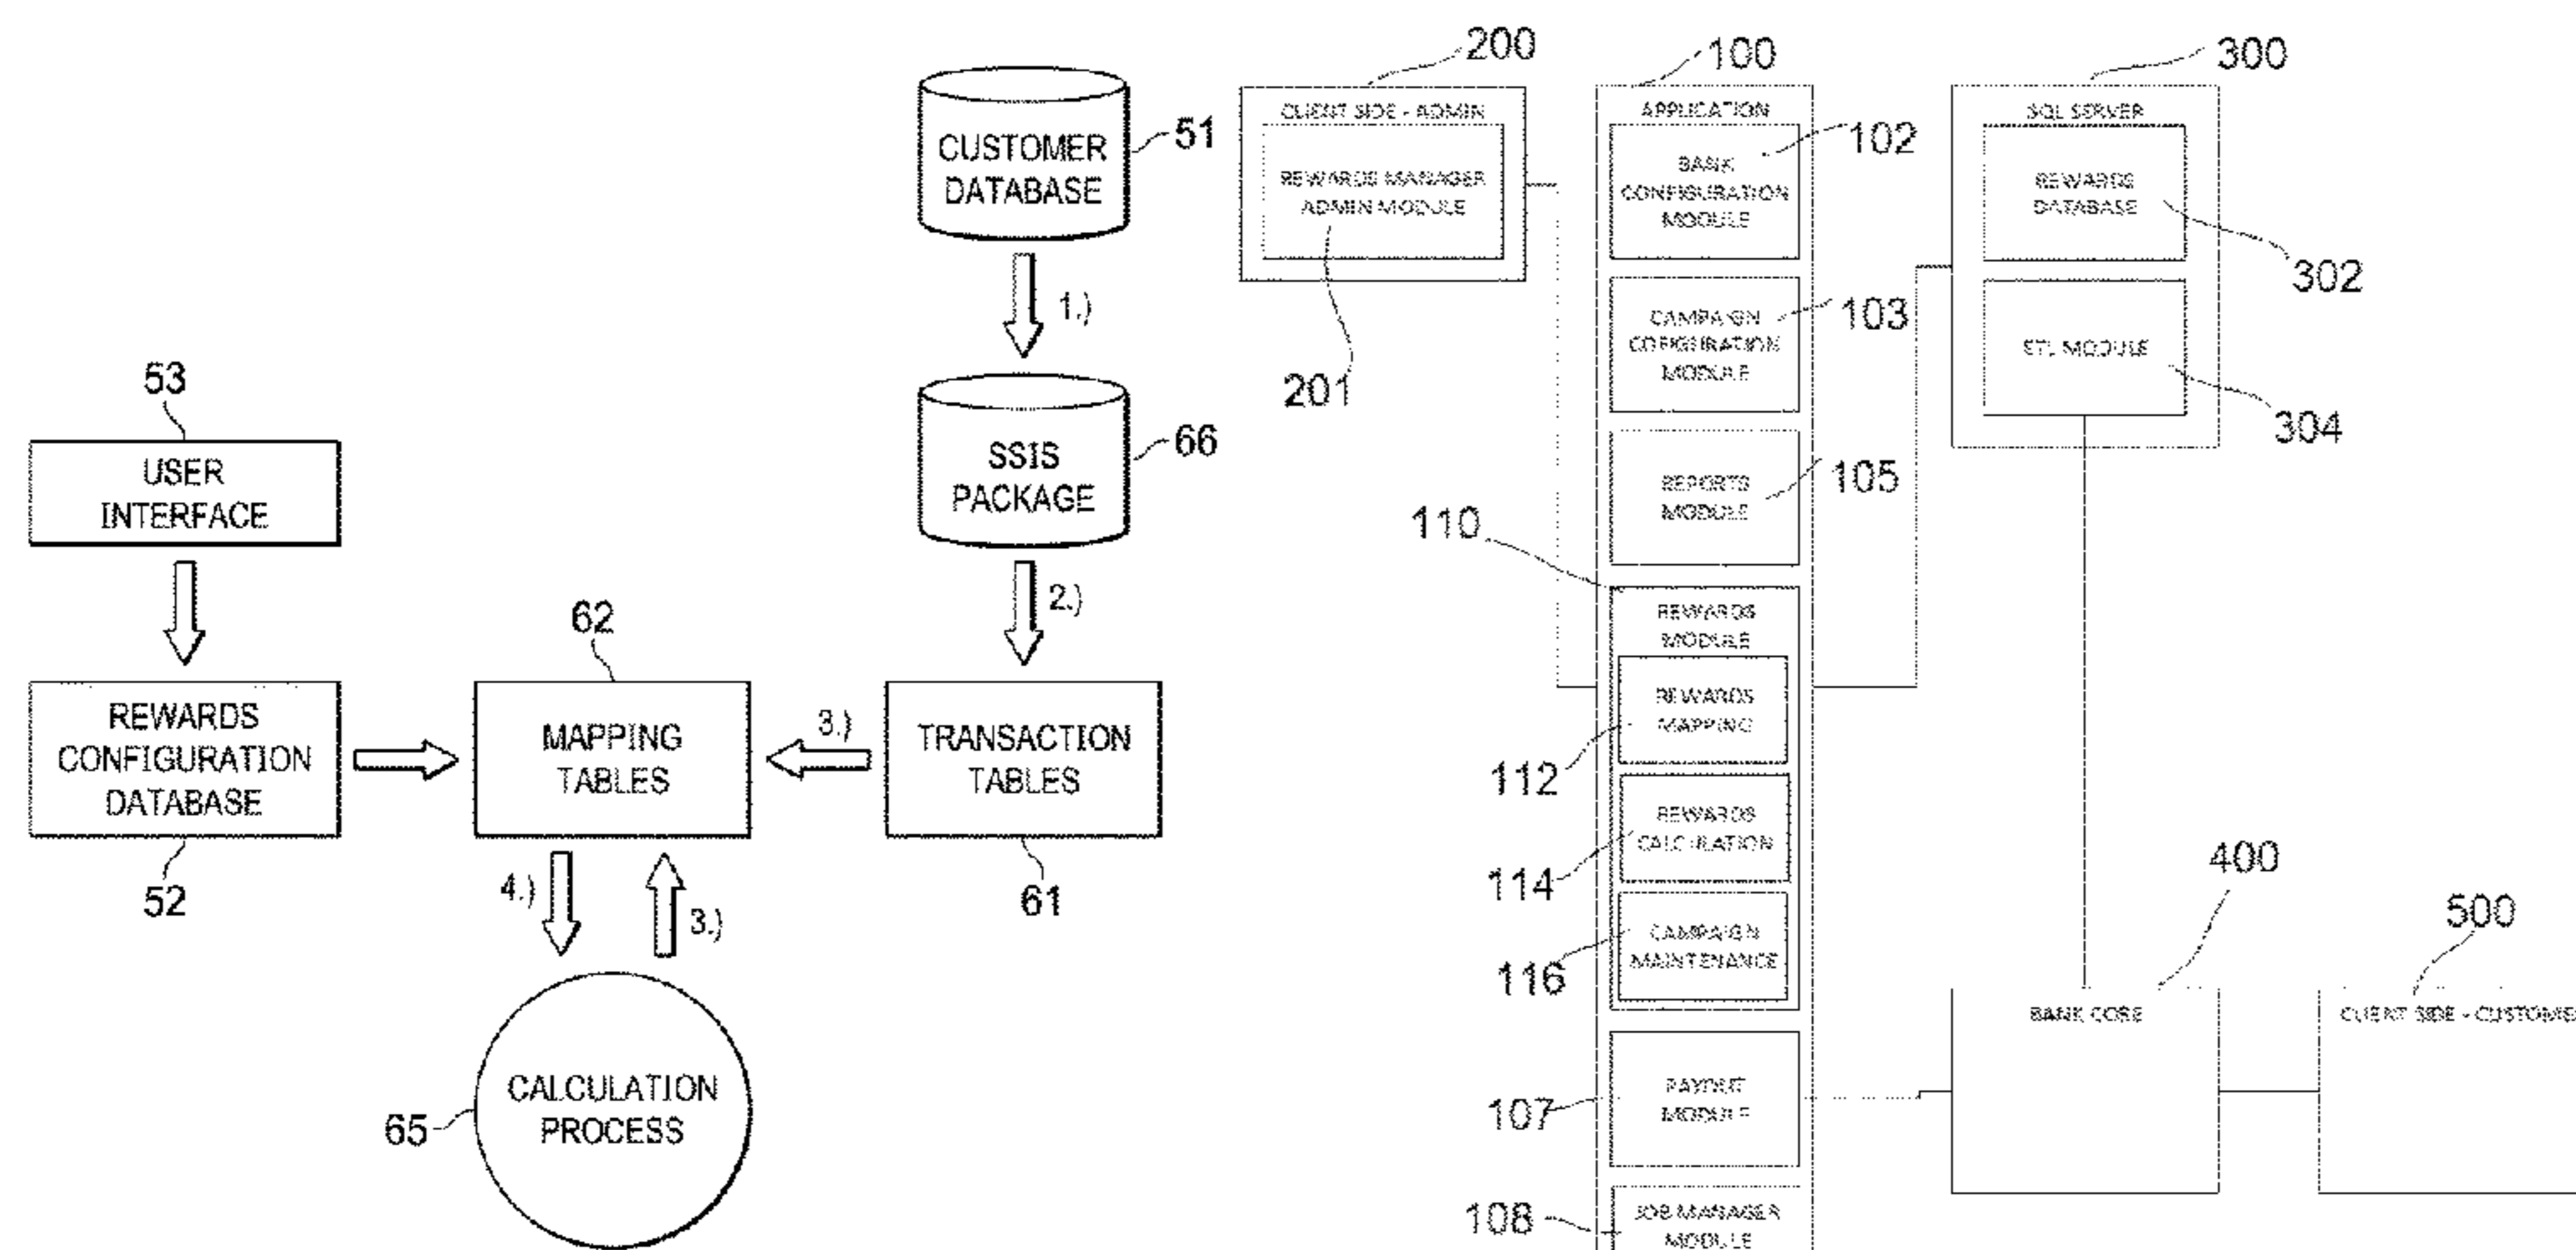 CUSTOMER
DATABASE
51
1.)
SSIS
PACKAGE
66
2.)
53
USER
INTERFACE
REWARDS
CONFIGURATION
DATABASE
52
62
MAPPING
TABLES
3.)
TRANSACTION
TABLES
61
4.)
3.)
CALCULATION
PROCESS
65
200
CLIENT SIDE - ADMIN
REWARDS MANAGER
ADMIN MODULE
201
100
APPLICATION
BANK
CONFIGURATION
MODULE
102
CAMPAIGN
COFIGURATION
MODULE
103
REPORTS
MODULE
105
110
REWARDS
MODULE
REWARDS
MAPPING
112
REWARDS
CALCULATION
114
CAMPAIGN
MAINTENANCE
116
PAYOUT
MODULE
107
JOB MANAGER
MODULE
108
300
SQL SERVER
REWARDS
DATABASE
302
ETL MODULE
304
400
BANK CORE
500
CLIENT SIDE - CUSTOME